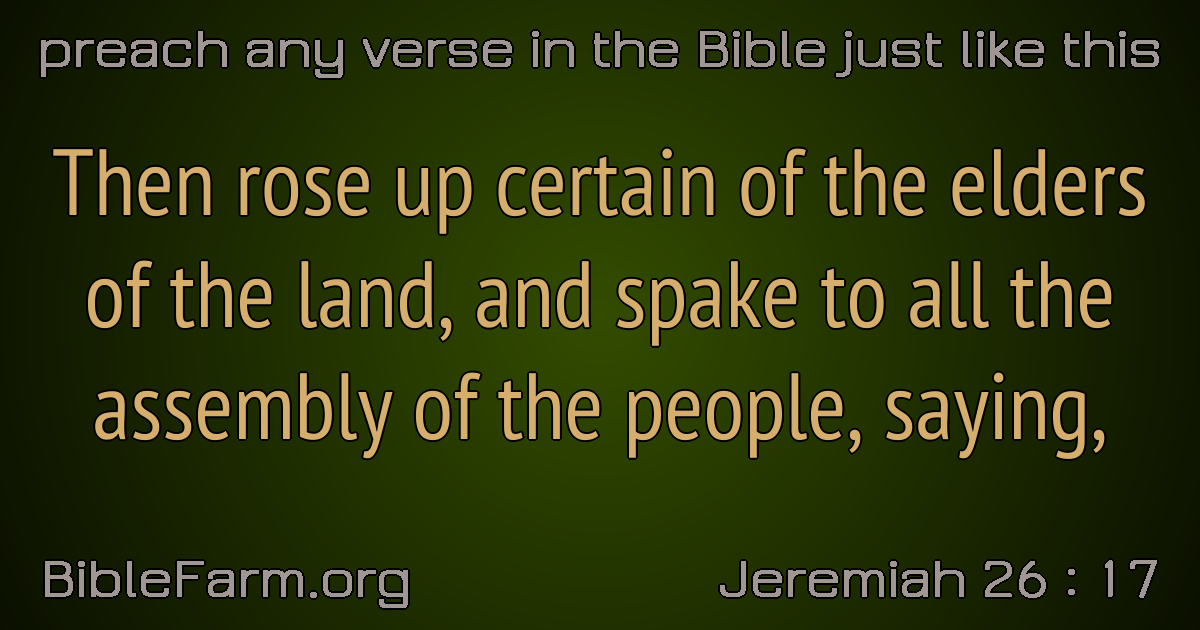 preach any verse in the Bible just like this
Then rose up certain of the elders
of the land, and spake to all the
assembly of the people, saying,
BibleFarm.org
Jeremiah 26 : 17